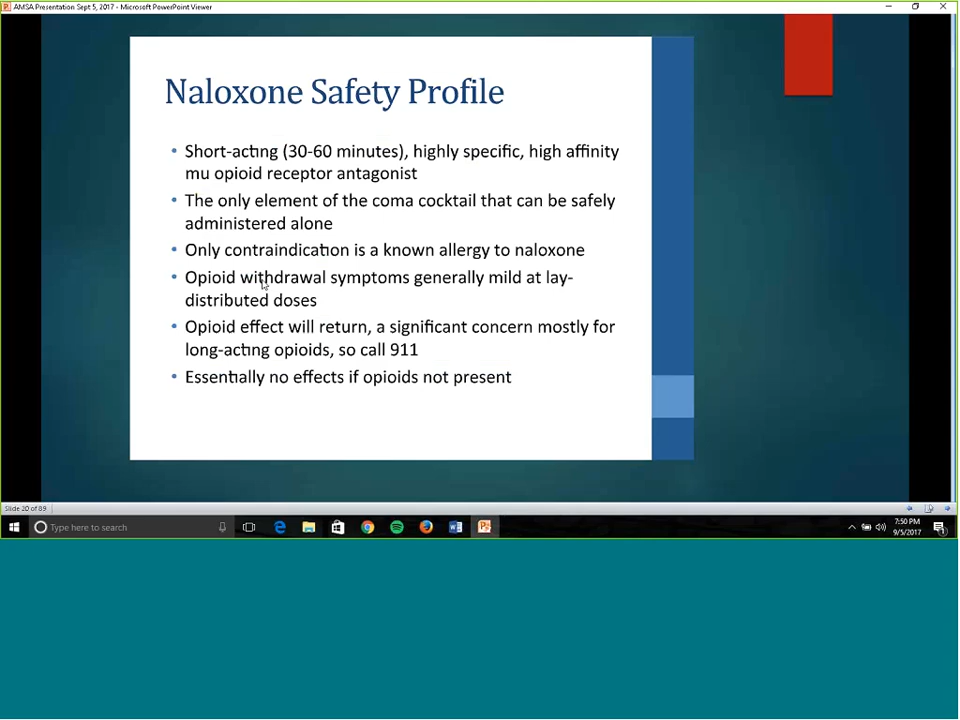 AMSA Presentation Sept 5, 2017 - Microsoft PowerPoint Viewer
Naloxone Safety Profile
• Short-acting (30-60 minutes), highly specific, high affinity
mu opioid receptor antagonist
• The only element of the coma cocktail that can be safely
administered alone
• Only contraindication is a known allergy to naloxone
• Opioid withdrawal symptoms generally mild at lay-
distributed doses
• Opioid effect will return, a significant concern mostly for
long-acting opioids, so call 911
• Essentially no effects if opioids not present
Slide 20 of 89
Type here to search
7:50 PM
9/5/2017